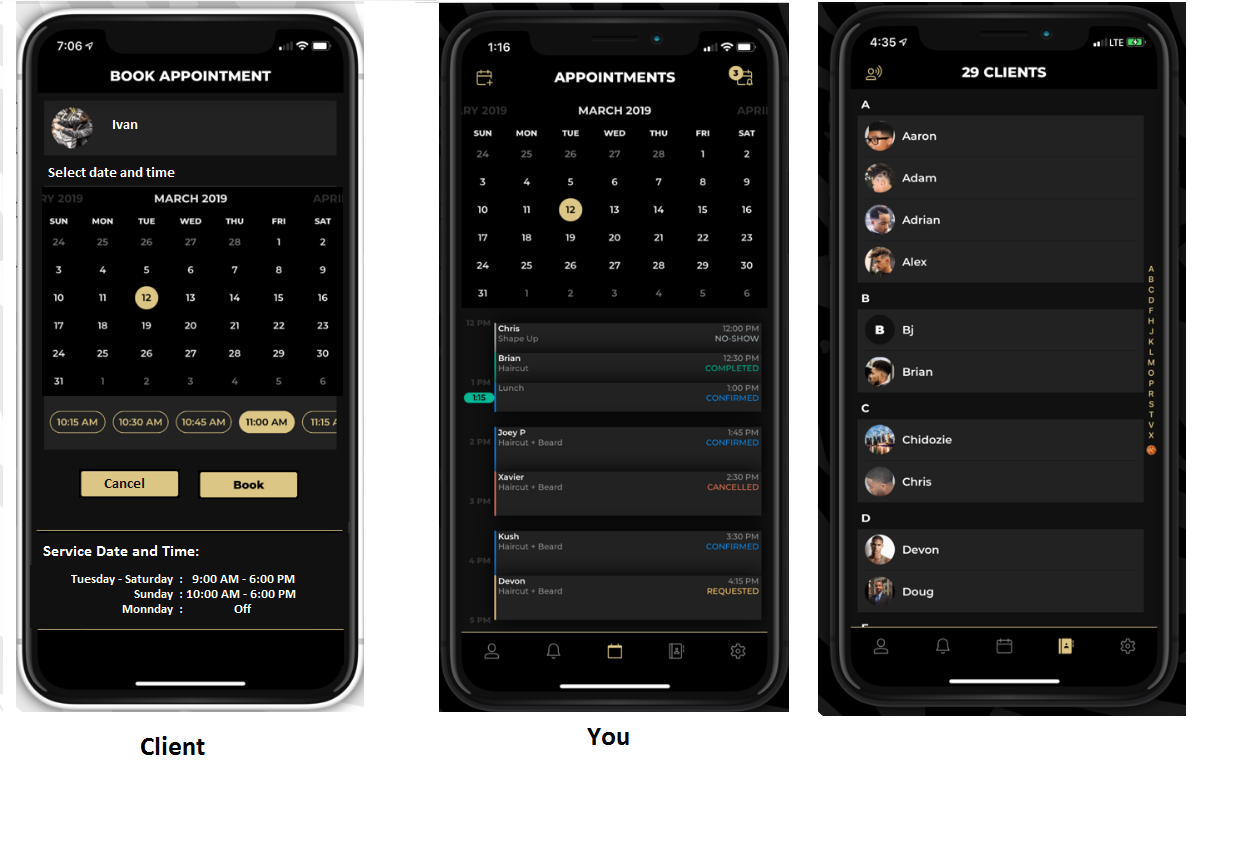 7:06
BOOK APPOINTMENT
Ivan
Select date and time
RY 2019 MARCH 2019 APRI
SUN MON TUE WED THU FRI SAT
24 25 26 27 28 1 2
3 4 5 6 7 8 9
10 11 12 13 14 15 16
17 18 19 20 21 22 23
24 25 26 27 28 29 30
31 1 2 3 4 5 6
10:15 AM 10:30 AM 10:45 AM 11:00 AM 11:15 A
Cancel Book
Service Date and Time:
Tuesday - Saturday : 9:00 AM - 6:00 PM
Sunday : 10:00 AM - 6:00 PM
Monnday : Off
Client
1:16
APPOINTMENTS 3
RY 2019 MARCH 2019 APRIL
SUN MON TUE WED THU FRI SAT
24 25 26 27 28 1 2
3 4 5 6 7 8 9
10 11 12 13 14 15 16
17 18 19 20 21 22 23
24 25 26 27 28 29 30
31 1 2 3 4 5 6
12 PM
Chris 12:00 PM
Shape Up NO-SHOW
Brian 12:30 PM
Haircut COMPLETED
1 PM
Lunch 1:00 PM
1:15 CONFIRMED
Joey P 1:45 PM
2 PM Haircut + Beard CONFIRMED
Xavier 2:30 PM
Haircut + Beard CANCELLED
3 PM
Kush 3:30 PM
Haircut + Beard CONFIRMED
4 PM
Devon 4:15 PM
Haircut + Beard REQUESTED
5 PM
You
4:35 LTE
29 CLIENTS
A
Aaron
Adam
Adrian
Alex
B
B Bj
Brian
C
Chidozie
Chris
D
Devon
Doug
A
B
C
D
F
H
J
K
L
M
O
P
R
S
T
V
X